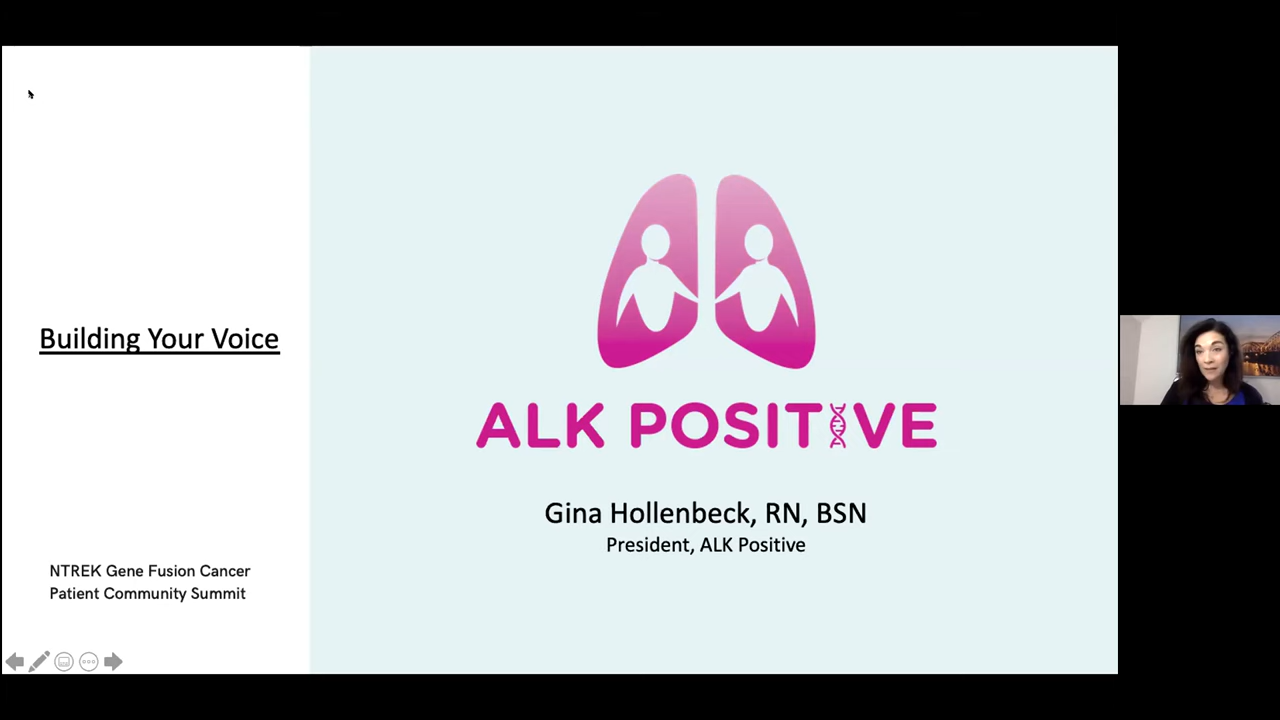 Building Your Voice
NTREK Gene Fusion Cancer
Patient Community Summit
ALK POSITIVE
Gina Hollenbeck, RN, BSN
President, ALK Positive